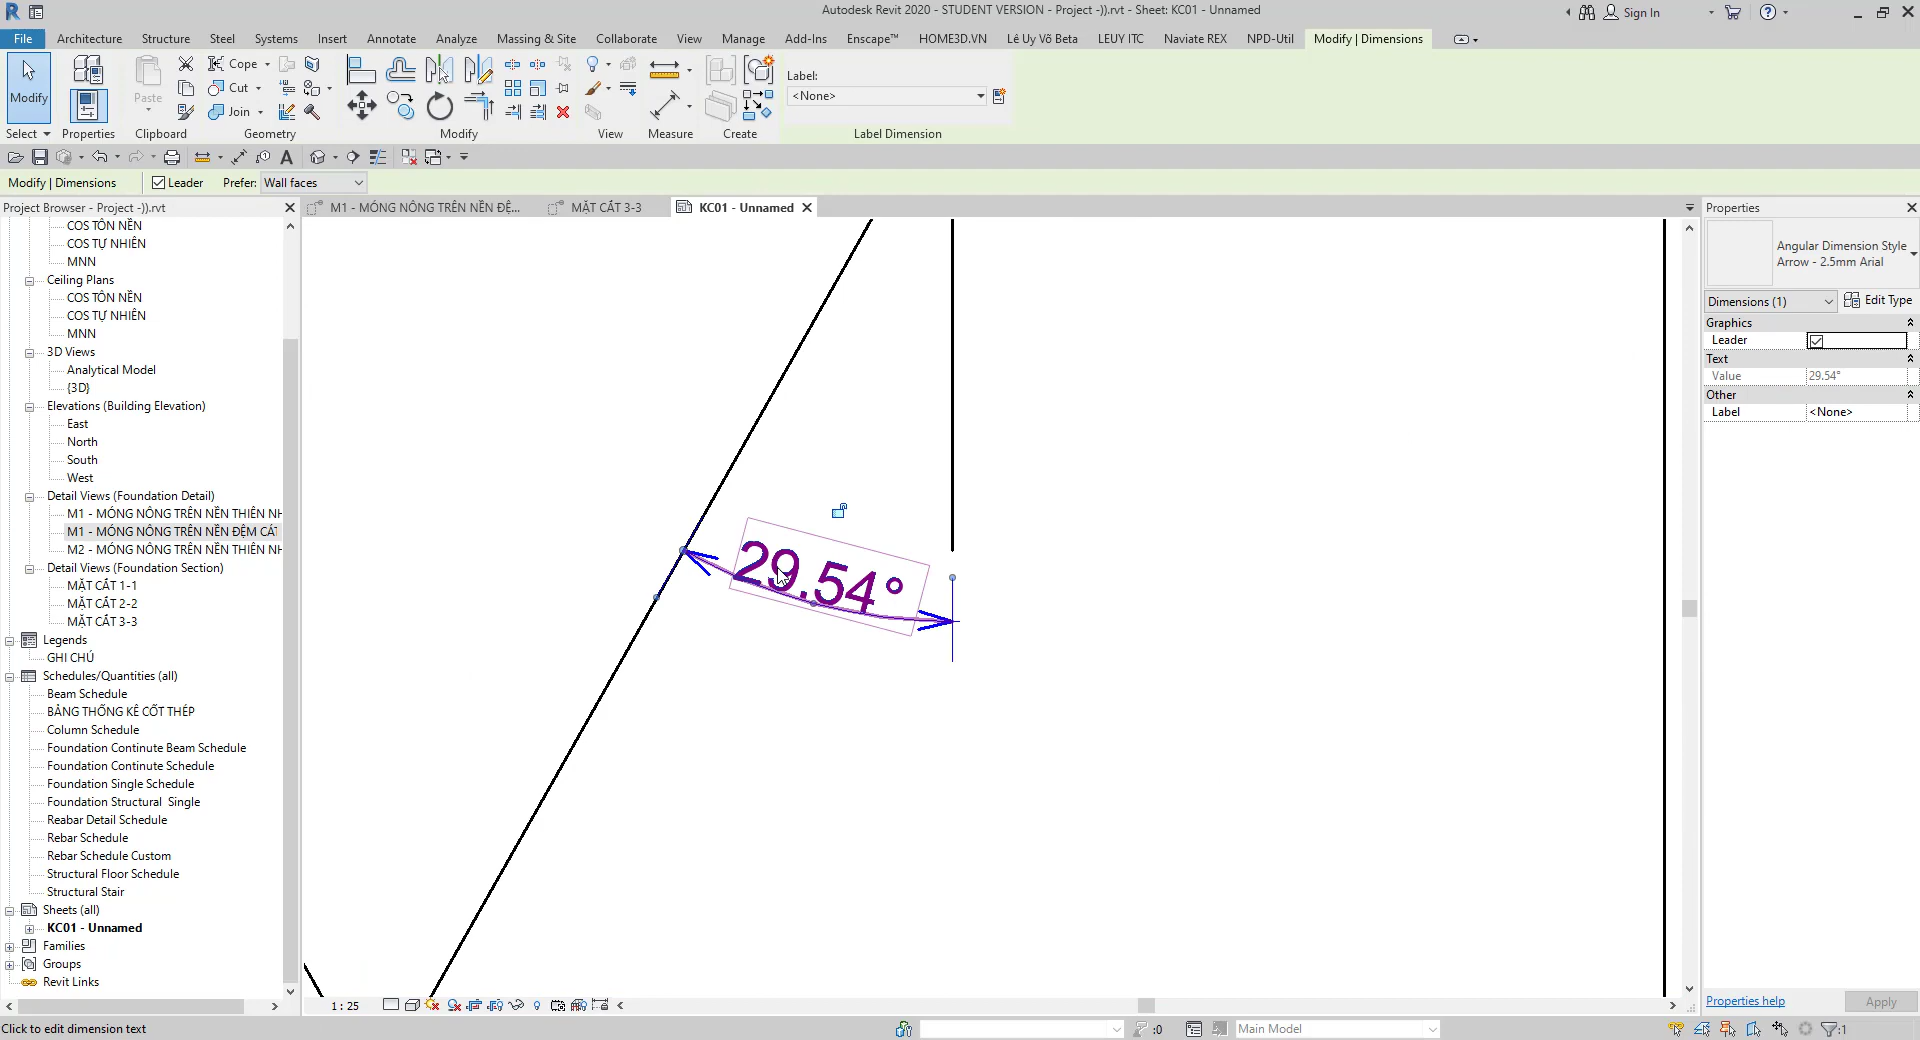 Autodesk Revit 2020 - STUDENT VERSION - Project -)).rvt - Sheet: KC01 - Unnamed
Sign In
File Architecture Structure Steel Systems Insert Annotate Analyze Massing & Site Collaborate View Manage Add-Ins Enscape™ HOME3D.VN Lê Uy Võ Beta LEUY ITC Naviate REX NPD-Util Modify | Dimensions
Modify
Paste
Cope
Cut
Join
Label:
<None>
Select Properties Clipboard Geometry Modify View Measure Create Label Dimension
Modify | Dimensions Leader Prefer: Wall faces
Project Browser - Project -)).rvt
M1 - MÓNG NÔNG TRÊN NỀN ĐỆ... MẶT CẮT 3-3 KC01 - Unnamed
COS TÔN NỀN
COS TỰ NHIÊN
MNN
Ceiling Plans
COS TÔN NỀN
COS TỰ NHIÊN
MNN
3D Views
Analytical Model
{3D}
Elevations (Building Elevation)
East
North
South
West
Detail Views (Foundation Detail)
M1 - MÓNG NÔNG TRÊN NỀN THIÊN NH
M1 - MÓNG NÔNG TRÊN NỀN ĐỆM CÁT
M2 - MÓNG NÔNG TRÊN NỀN THIÊN NH
Detail Views (Foundation Section)
MẶT CẮT 1-1
MẶT CẮT 2-2
MẶT CẮT 3-3
Legends
GHI CHÚ
Schedules/Quantities (all)
Beam Schedule
BẢNG THỐNG KÊ CỐT THÉP
Column Schedule
Foundation Continute Beam Schedule
Foundation Continute Schedule
Foundation Single Schedule
Foundation Structural Single
Reabar Detail Schedule
Rebar Schedule
Rebar Schedule Custom
Structural Floor Schedule
Structural Stair
Sheets (all)
KC01 - Unnamed
Families
Groups
Revit Links
29.54°
Properties
Angular Dimension Style
Arrow - 2.5mm Arial
Dimensions (1) Edit Type
Graphics
Leader
Text
Value 29.54°
Other
Label <None>
Properties help Apply
1 : 25
Click to edit dimension text
:0
Main Model
:1